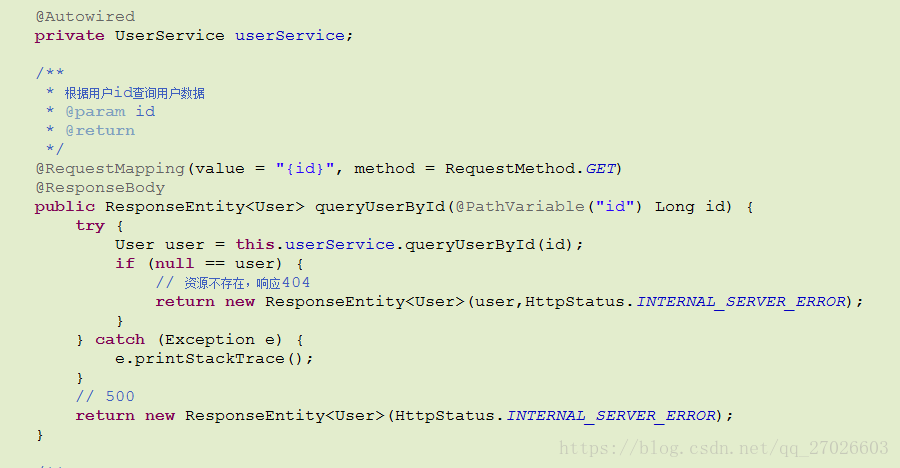 @Autowired
private UserService userService;
/**
* 根据用户id查询用户数据
* @param id
* @return
*/
@RequestMapping(value = "{id}", method = RequestMethod.GET)
@ResponseBody
public ResponseEntity<User> queryUserById(@PathVariable("id") Long id) {
try {
User user = this.userService.queryUserById(id);
if (null == user) {
// 资源不存在，响应404
return new ResponseEntity<User>(user,HttpStatus.INTERNAL_SERVER_ERROR);
}
} catch (Exception e) {
e.printStackTrace();
}
// 500
return new ResponseEntity<User>(HttpStatus.INTERNAL_SERVER_ERROR);
}
https://blog.csdn.net/qq_27026603